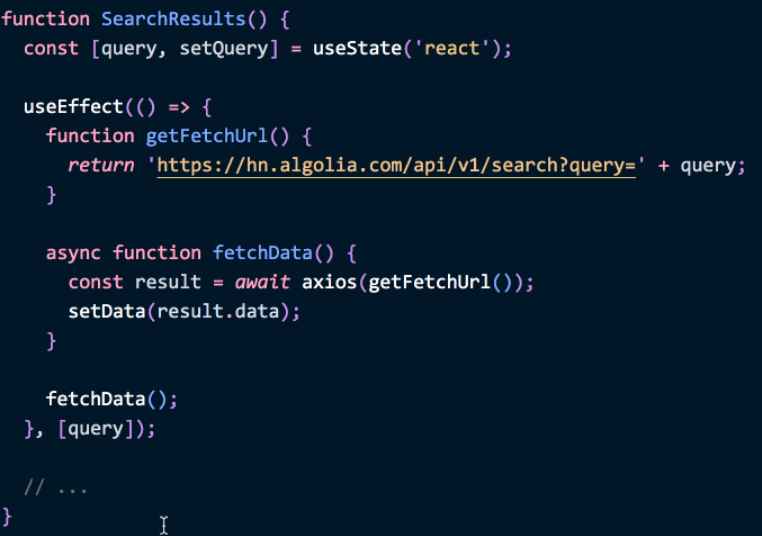 function SearchResults() {
  const [query, setQuery] = useState('react');

  useEffect(() => {
    function getFetchUrl() {
      return 'https://hn.algolia.com/api/v1/search?query=' + query;
    }

    async function fetchData() {
      const result = await axios(getFetchUrl());
      setData(result.data);
    }

    fetchData();
  }, [query]);

  // ...
}